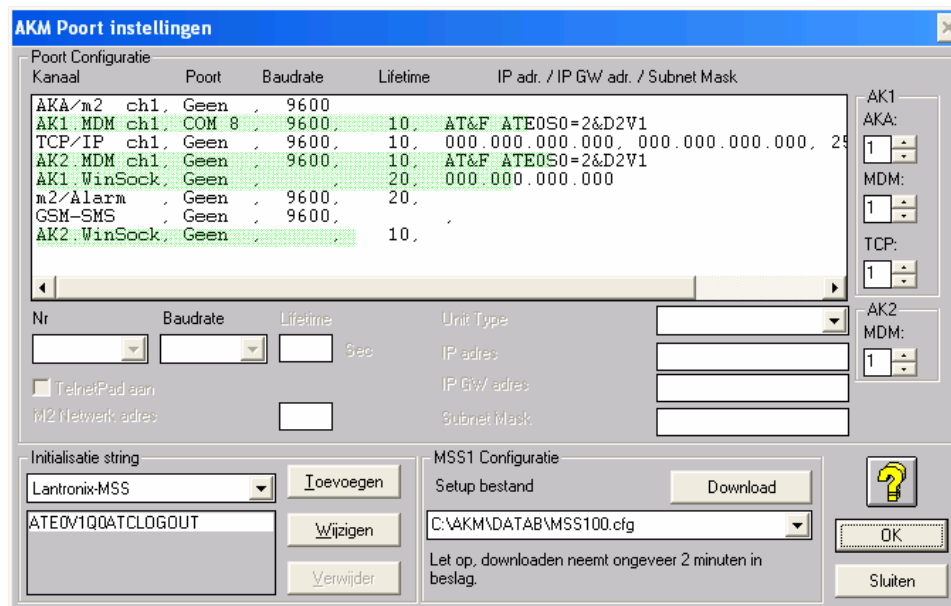 AKM Poort instellingen
Poort Configuratie
Kanaal Poort Baudrate Lifetime IP adr. / IP GW adr. / Subnet Mask
AKA/m2 ch1, Geen , 9600
AK1.MDM ch1, COM 8 , 9600, 10, AT&F ATE0S0=2&D2V1
TCP/IP ch1, Geen , 9600, 10, 000.000.000.000, 000.000.000.000, 25
AK2.MDM ch1, Geen , 9600, 10, AT&F ATE0S0=2&D2V1
AK1.WinSock, Geen , , 20, 000.000.000.000
m2/Alarm , Geen , 9600, 20,
GSM-SMS , Geen , 9600, ,
AK2.WinSock, Geen , , 10,
AK1
AKA:
1
MDM:
1
TCP:
1
AK2
MDM:
1
Nr Baudrate Lifetime Unit Type
Sec IP adres
TelnetPad aan IP GW adres
M2 Netwerk adres Subnet Mask
Initialisatie string
Lantronix-MSS
Toevoegen
ATE0V1Q0ATCLOGOUT
Wijzigen
Verwijder
MSS1 Configuratie
Setup bestand
Download
C:\AKM\DATAB\MSS100.cfg
Let op, downloaden neemt ongeveer 2 minuten in
beslag.
OK
Sluiten